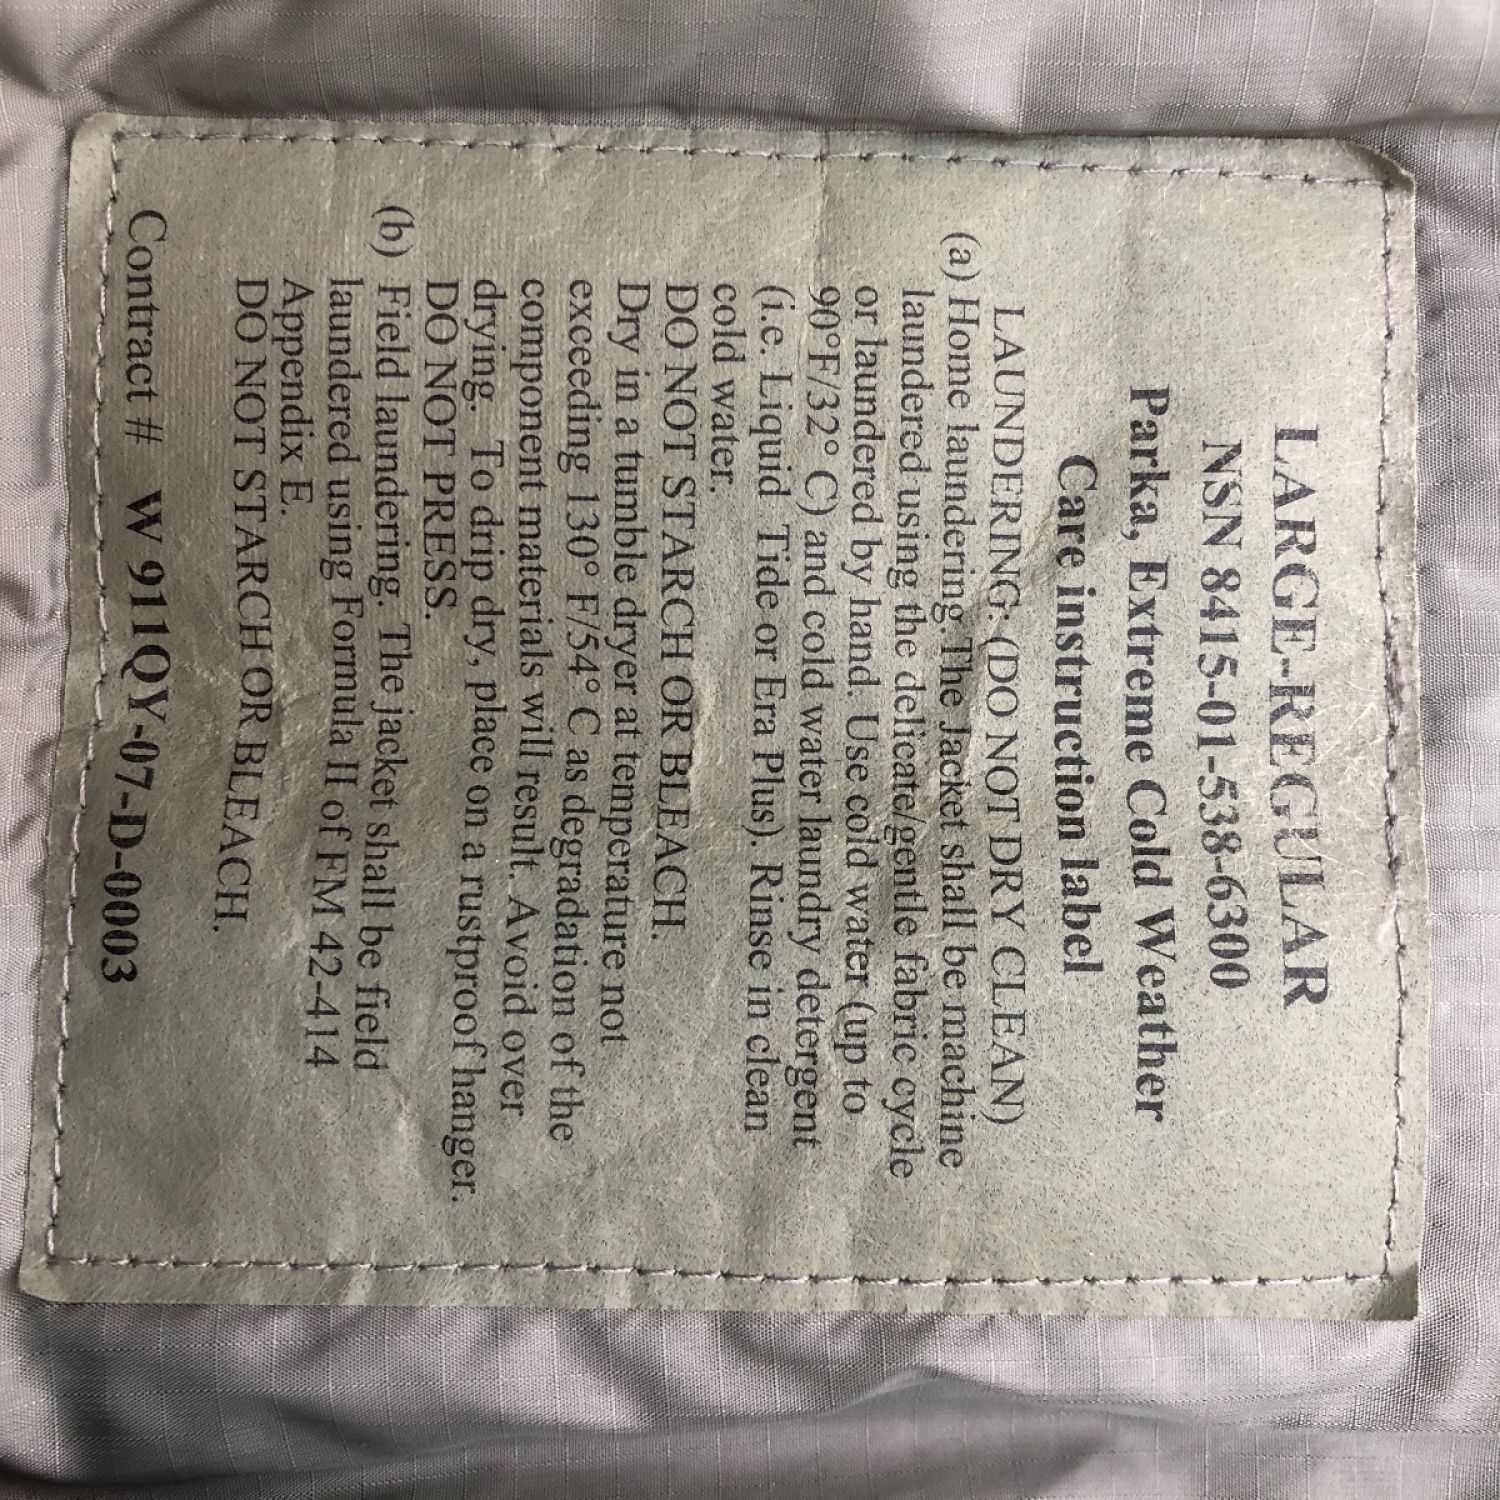 LARGE-REGULAR
NSN 8415-01-538-6300
Parka, Extreme Cold Weather
Care instruction label
LAUNDERING: (DO NOT DRY CLEAN)
(a) Home laundering. The Jacket shall be machine
laundered using the delicate/gentle fabric cycle
or laundered by hand. Use cold water (up to
90°F/32° C) and cold water laundry detergent
(i.e. Liquid Tide or Era Plus). Rinse in clean
cold water.
DO NOT STARCH OR BLEACH.
Dry in a tumble dryer at temperature not
exceeding 130° F/54° C as degradation of the
component materials will result. Avoid over
drying. To drip dry, place on a rustproof hanger.
DO NOT PRESS.
(b) Field laundering. The jacket shall be field
laundered using Formula II of FM 42-414
Appendix E.
DO NOT STARCH OR BLEACH.
Contract # W 911QY-07-D-0003